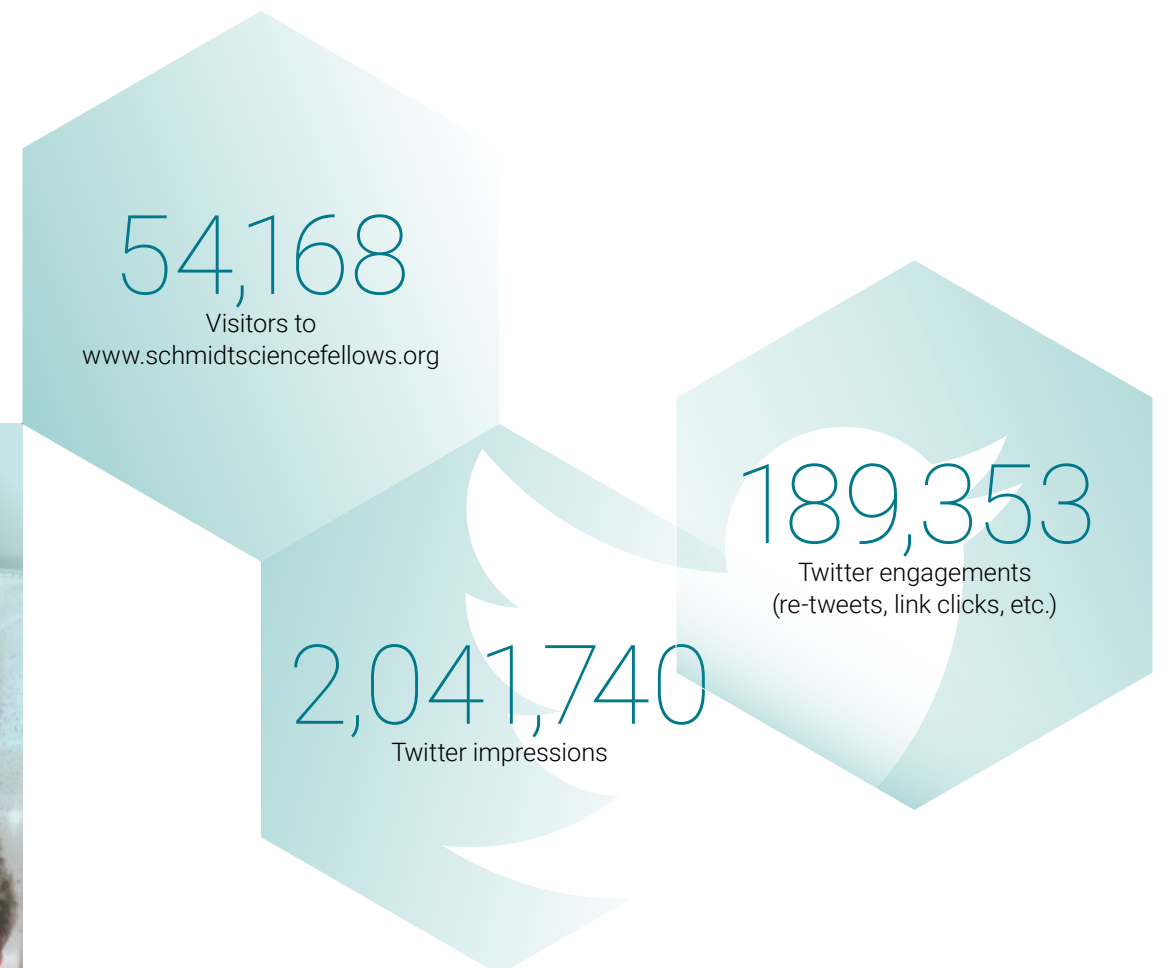 54,168
Visitors to
www.schmidtsciencefellows.org
189,353
Twitter engagements
(re-tweets, link clicks, etc.)
2,041,740
Twitter impressions